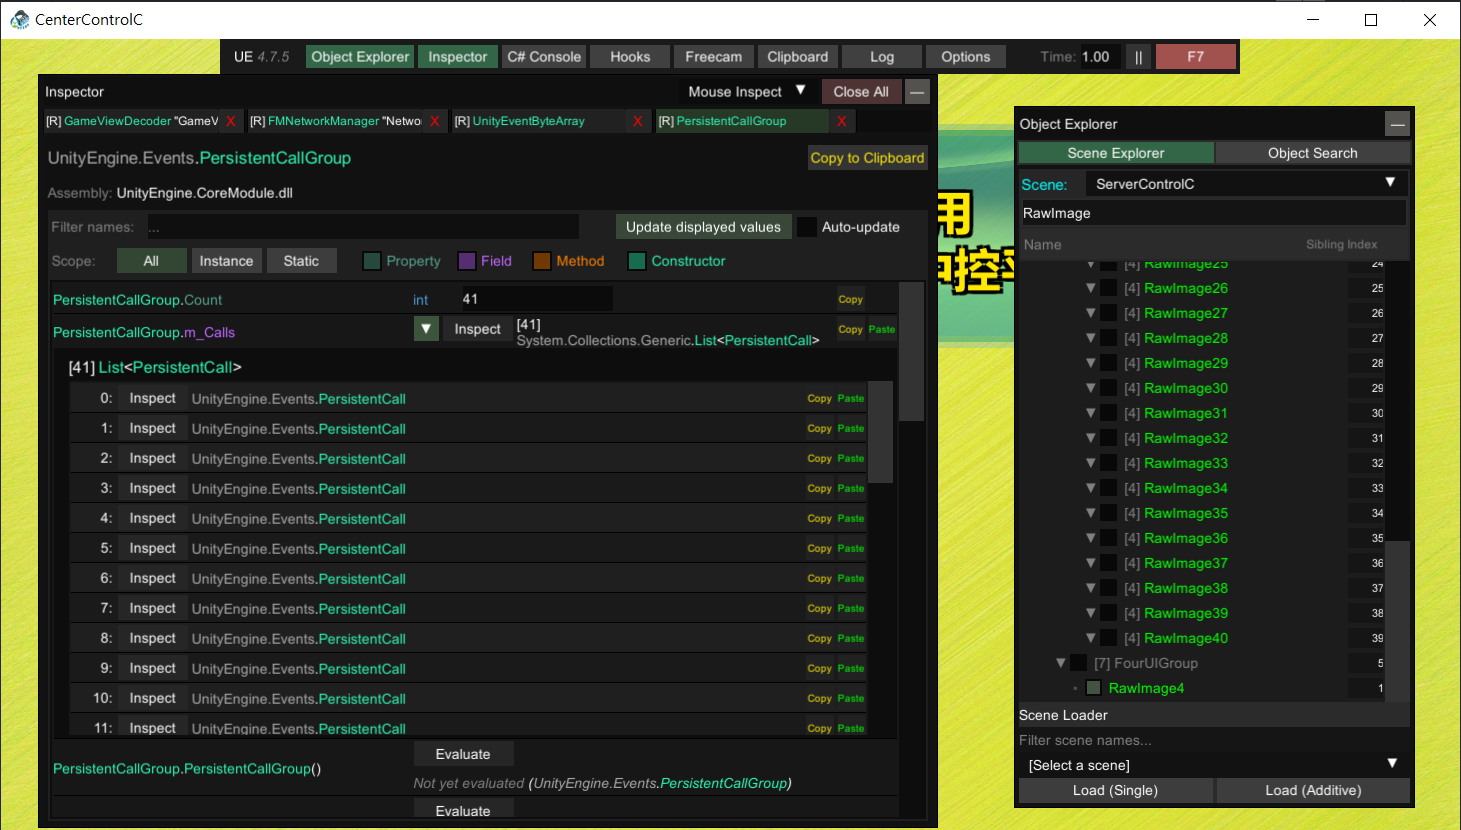 CenterControlC
UE 4.7.5 Object Explorer Inspector C# Console Hooks Freecam Clipboard Log Options Time: 1.00 || F7
Inspector Mouse Inspect ▼ Close All —
[R] GameViewDecoder "GameV X [R] FMNetworkManager "Netwo X [R] UnityEventByteArray X [R] PersistentCallGroup X
UnityEngine.Events.PersistentCallGroup Copy to Clipboard
Assembly: UnityEngine.CoreModule.dll
Filter names: ... Update displayed values Auto-update
Scope: All Instance Static Property Field Method Constructor
PersistentCallGroup.Count int 41 Copy
PersistentCallGroup.m_Calls ▼ Inspect [41] System.Collections.Generic.List<PersistentCall> Copy Paste
[41] List<PersistentCall>
0: Inspect UnityEngine.Events.PersistentCall Copy Paste
1: Inspect UnityEngine.Events.PersistentCall Copy Paste
2: Inspect UnityEngine.Events.PersistentCall Copy Paste
3: Inspect UnityEngine.Events.PersistentCall Copy Paste
4: Inspect UnityEngine.Events.PersistentCall Copy Paste
5: Inspect UnityEngine.Events.PersistentCall Copy Paste
6: Inspect UnityEngine.Events.PersistentCall Copy Paste
7: Inspect UnityEngine.Events.PersistentCall Copy Paste
8: Inspect UnityEngine.Events.PersistentCall Copy Paste
9: Inspect UnityEngine.Events.PersistentCall Copy Paste
10: Inspect UnityEngine.Events.PersistentCall Copy Paste
11: Inspect UnityEngine.Events.PersistentCall Copy Paste
PersistentCallGroup.PersistentCallGroup() Evaluate
Not yet evaluated (UnityEngine.Events.PersistentCallGroup)
Evaluate
用
控
Object Explorer —
Scene Explorer Object Search
Scene: ServerControlC ▼
RawImage
Name Sibling Index
▼ [4] RawImage25 24
▼ [4] RawImage26 25
▼ [4] RawImage27 26
▼ [4] RawImage28 27
▼ [4] RawImage29 28
▼ [4] RawImage30 29
▼ [4] RawImage31 30
▼ [4] RawImage32 31
▼ [4] RawImage33 32
▼ [4] RawImage34 33
▼ [4] RawImage35 34
▼ [4] RawImage36 35
▼ [4] RawImage37 36
▼ [4] RawImage38 37
▼ [4] RawImage39 38
▼ [4] RawImage40 39
▼ [7] FourUIGroup 5
RawImage4 1
Scene Loader
Filter scene names...
[Select a scene] ▼
Load (Single) Load (Additive)